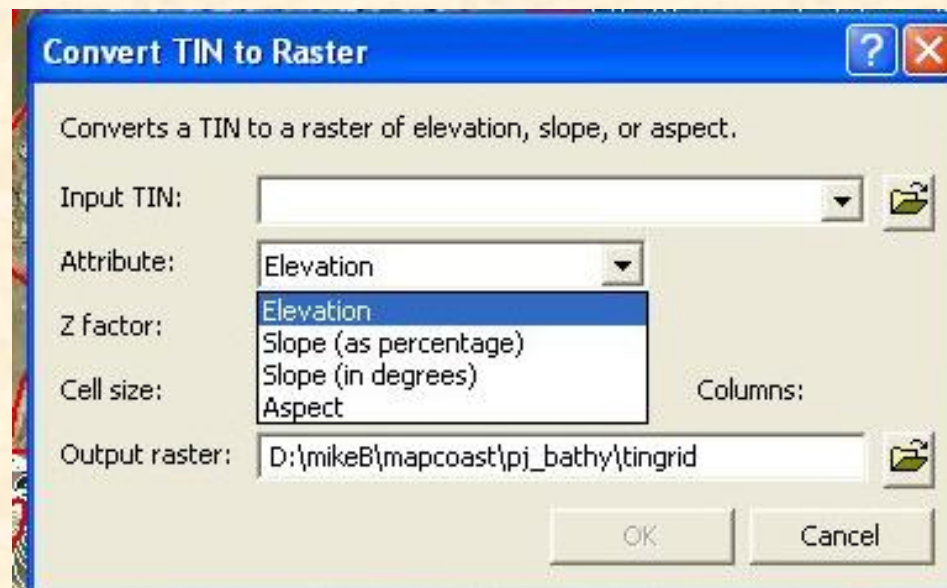 Convert TIN to Raster
Converts a TIN to a raster of elevation, slope, or aspect.
Input TIN:
Attribute: Elevation
Elevation
Z factor:
Slope (as percentage)
Slope (in degrees)
Cell size: Columns:
Aspect
Output raster: D:\mikeB\mapcoast\pj_bathy\tingrid
OK Cancel